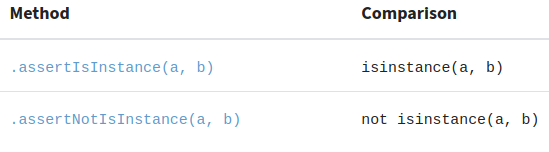 Method Comparison
.assertIsInstance(a, b) isinstance(a, b)
.assertNotIsInstance(a, b) not isinstance(a, b)